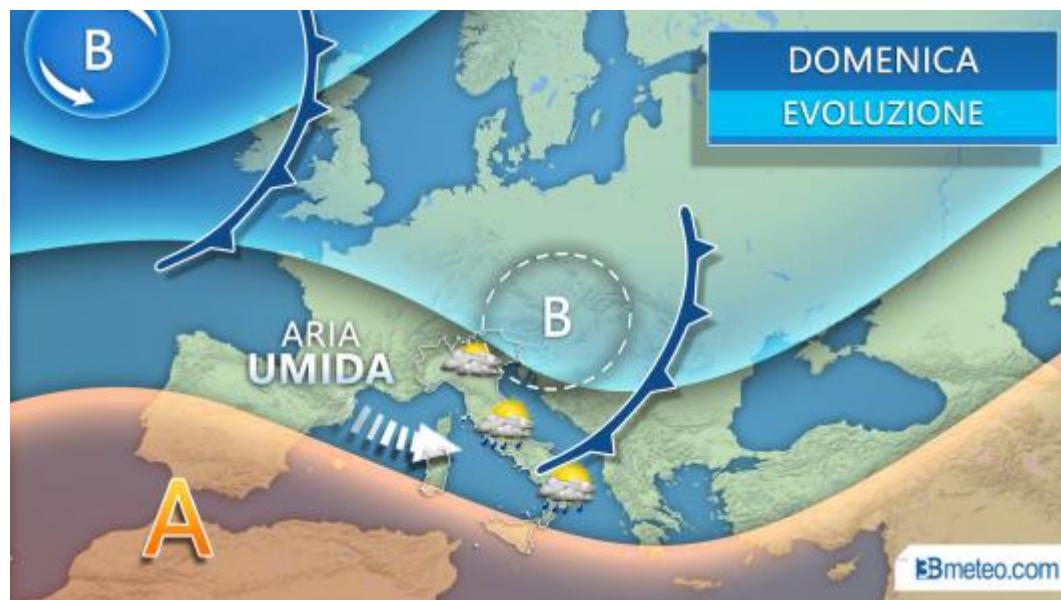 B
DOMENICA
EVOLUZIONE
B
ARIA
UMIDA
A
3Bmeteo.com